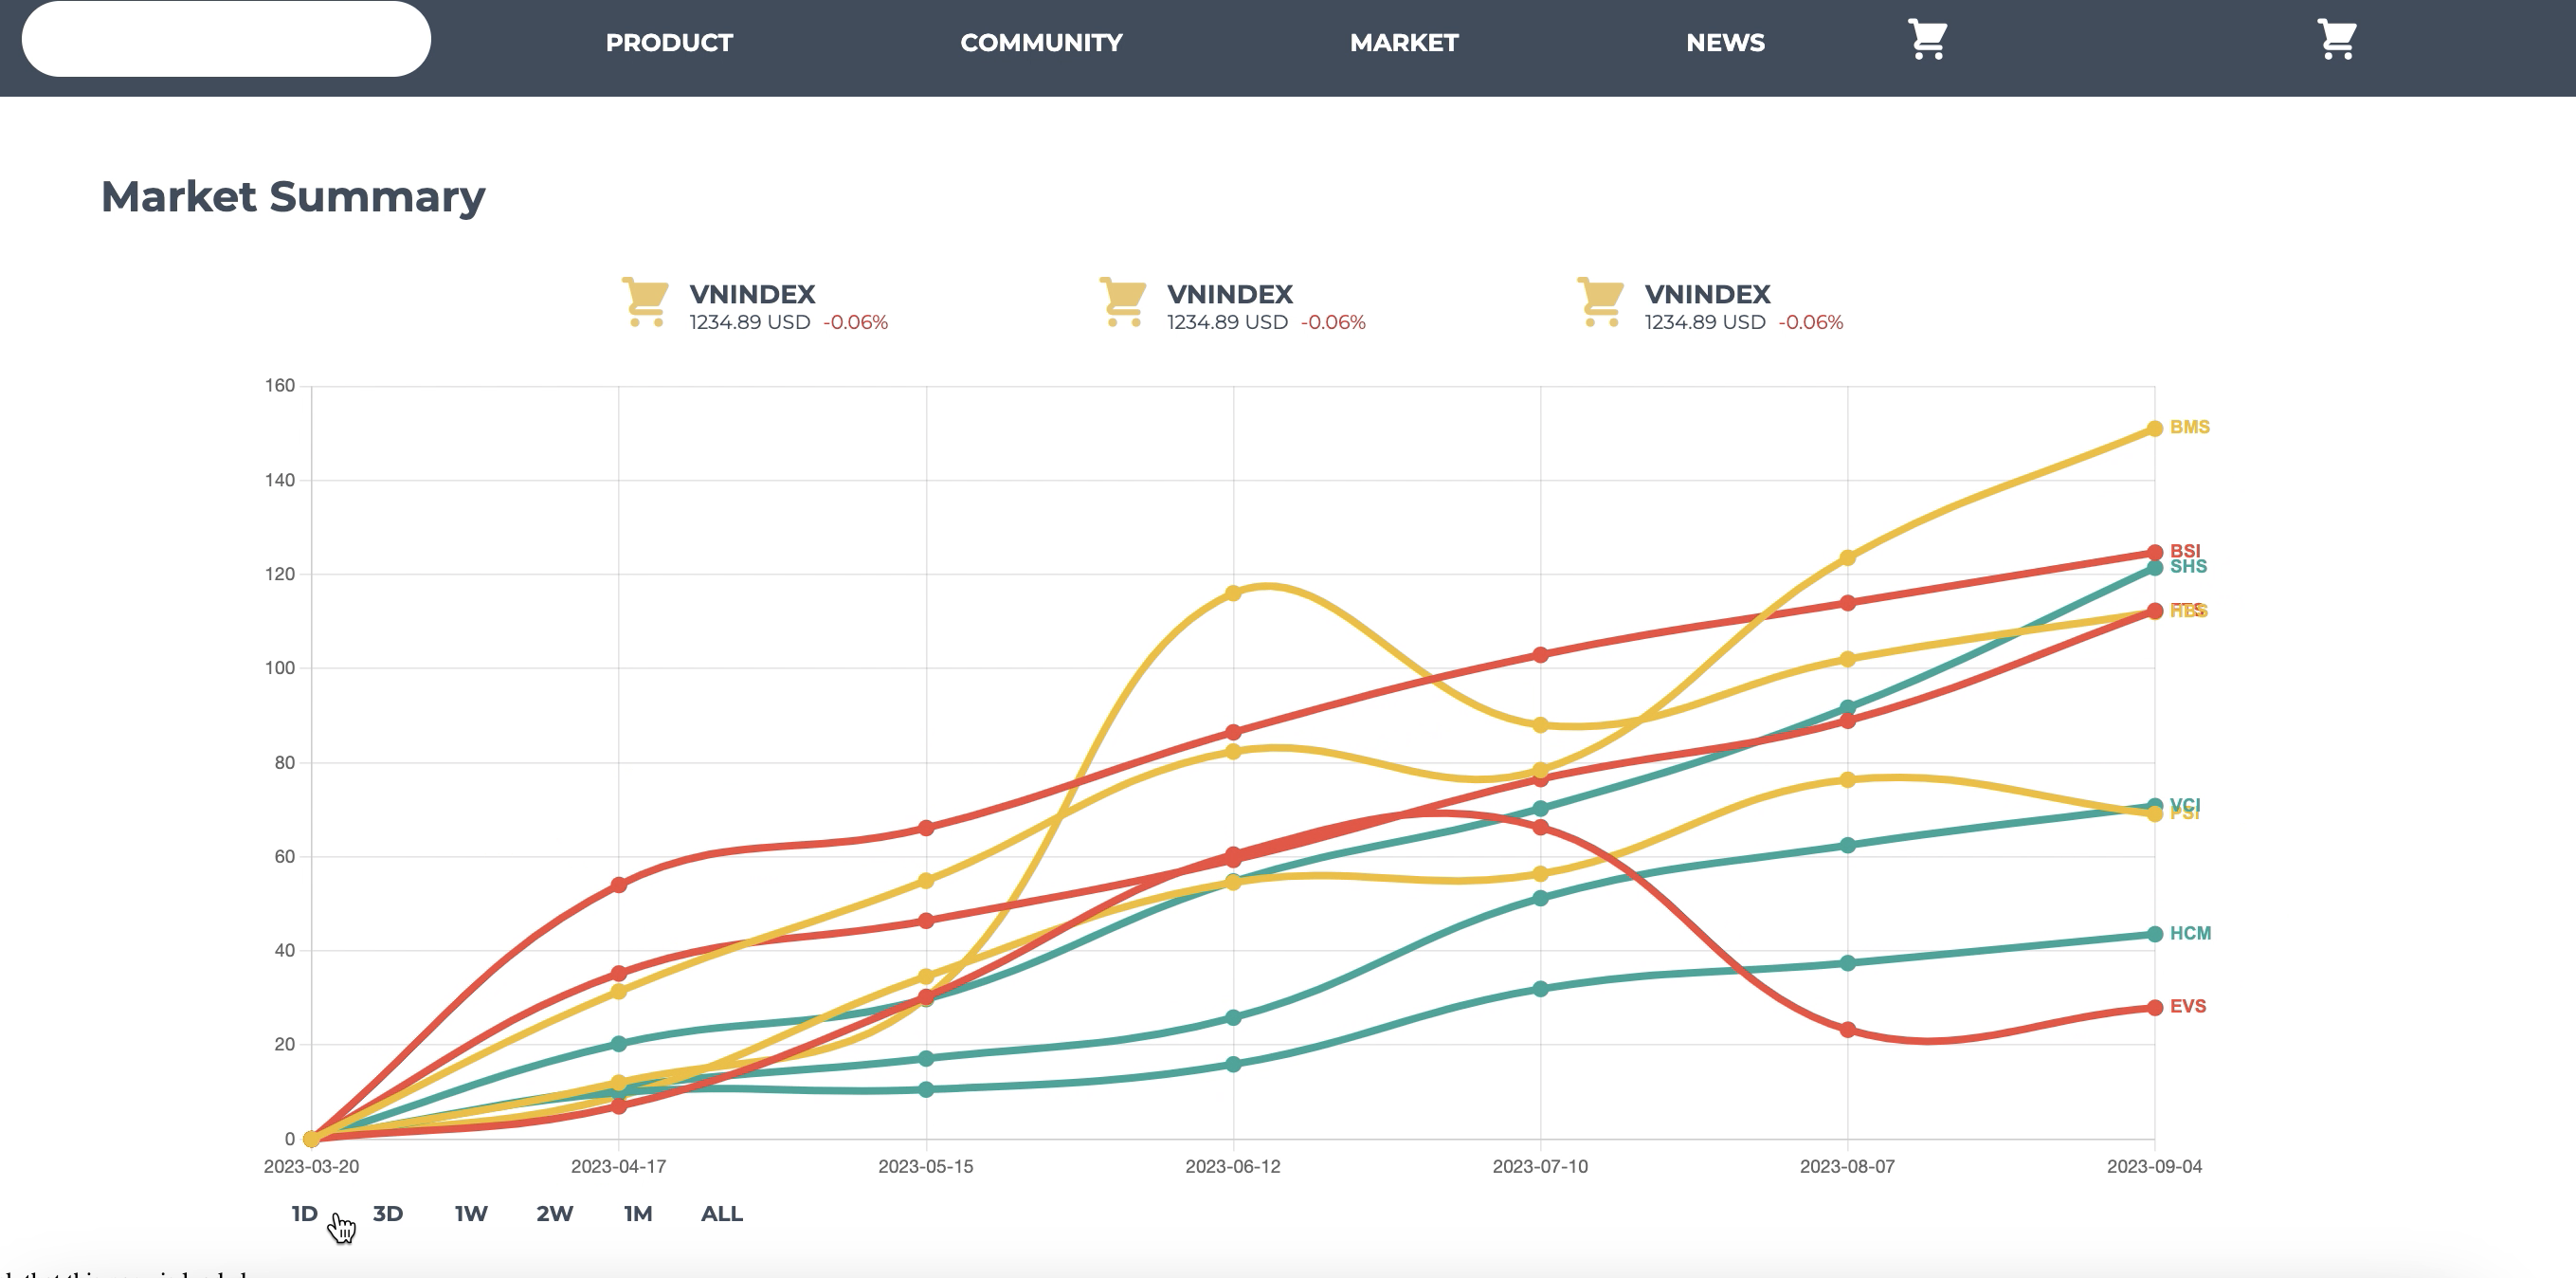 PRODUCT COMMUNITY MARKET NEWS
Market Summary
VNINDEX VNINDEX VNINDEX
1234.89 USD -0.06% 1234.89 USD -0.06% 1234.89 USD -0.06%
160
BMS
140
BSI
120
SHS
HBS
100
80
VCI
PSI
60
HCM
40
EVS
20
0
2023-03-20 2023-04-17 2023-05-15 2023-06-12 2023-07-10 2023-08-07 2023-09-04
1D 3D 1W 2W 1M ALL